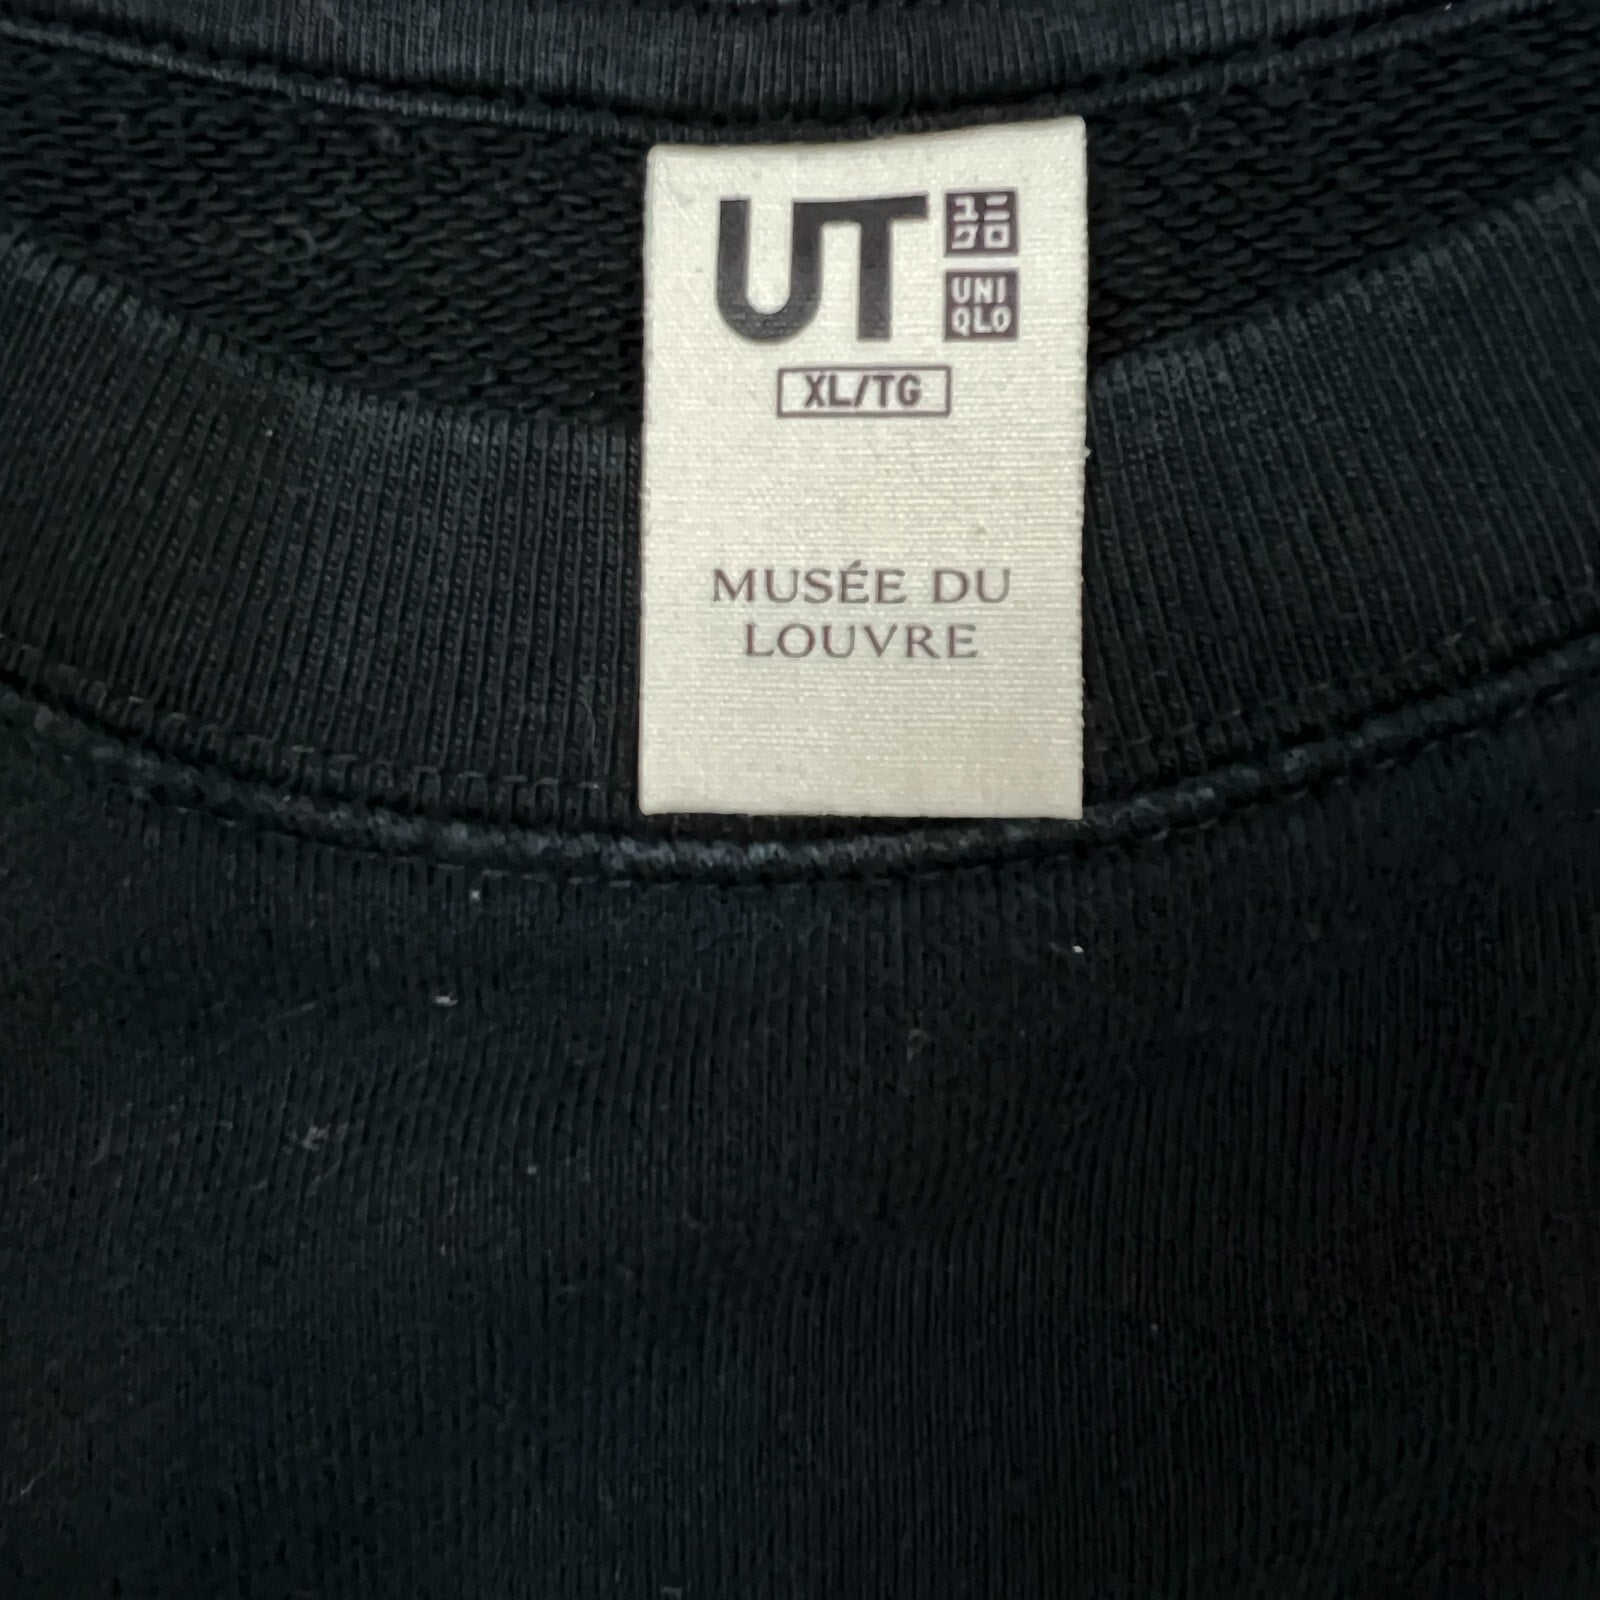 UT
ユニ
クロ
UNI
QLO
XL/TG
MUSÉE DU
LOUVRE